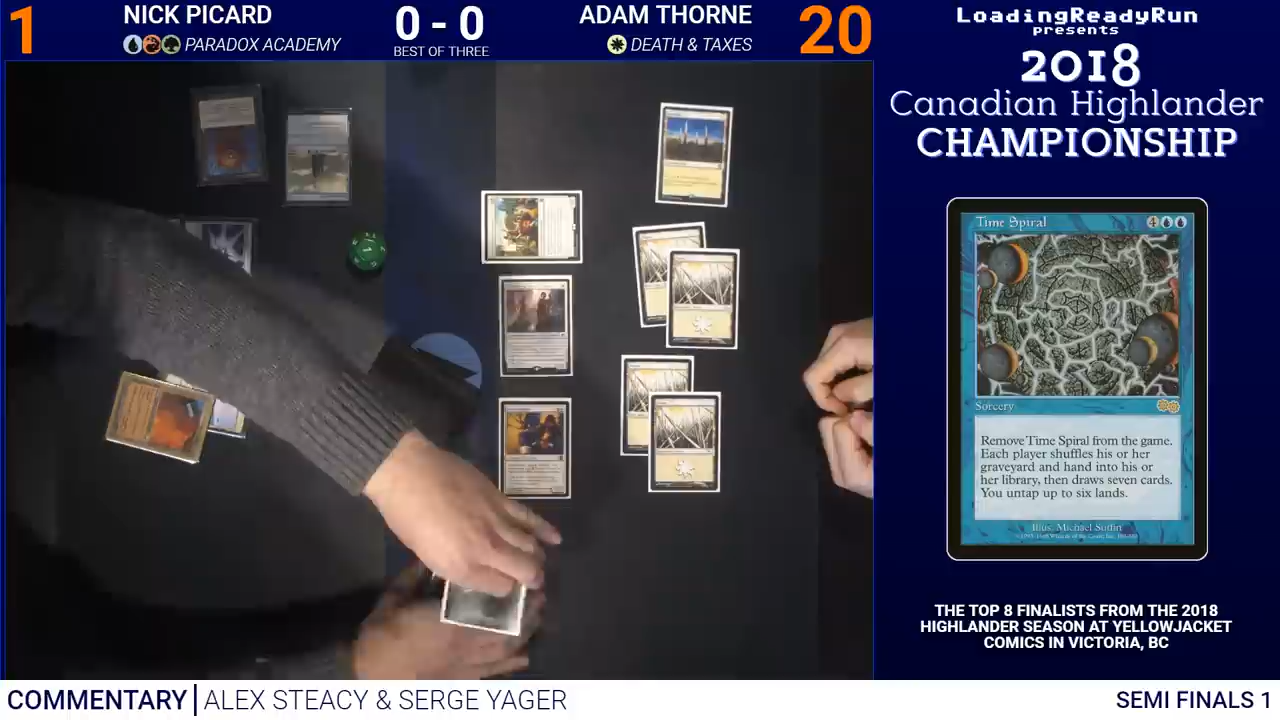 1
NICK PICARD
PARADOX ACADEMY
0 - 0
BEST OF THREE
ADAM THORNE
DEATH & TAXES
20
LoadingReadyRun
presents
2018
Canadian Highlander
CHAMPIONSHIP
Time Spiral
4
Sorcery
Remove Time Spiral from the game.
Each player shuffles his or her
graveyard and hand into his or
her library, then draws seven cards.
You untap up to six lands.
Illus. Michael Sutfin
THE TOP 8 FINALISTS FROM THE 2018
HIGHLANDER SEASON AT YELLOWJACKET
COMICS IN VICTORIA, BC
COMMENTARY | ALEX STEACY & SERGE YAGER
SEMI FINALS 1